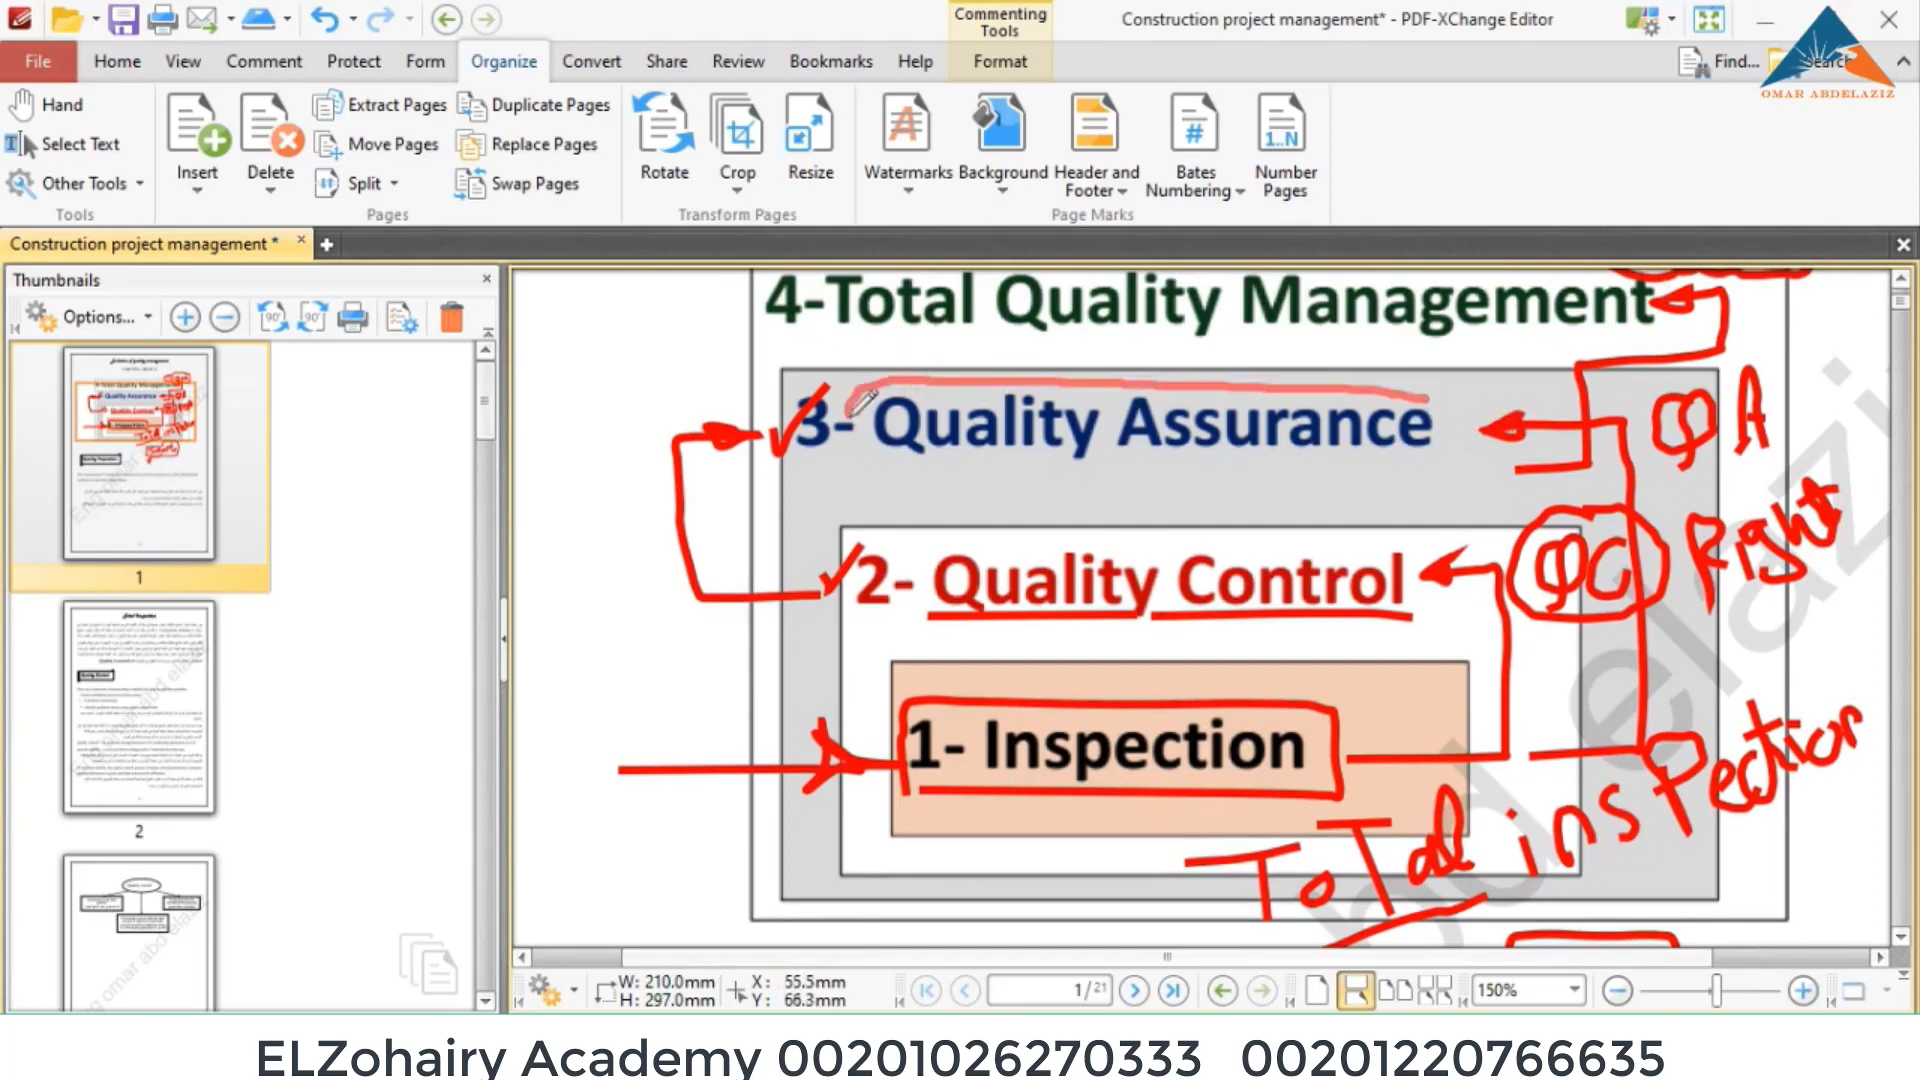 Commenting
Tools
Construction project management* - PDF-XChange Editor
File Home View Comment Protect Form Organize Convert Share Review Bookmarks Help Format Find...
OMAR ABDELAZIZ
Hand
Select Text
Other Tools
Tools
Insert
Delete
Extract Pages
Move Pages
Split
Duplicate Pages
Replace Pages
Swap Pages
Pages
Rotate
Crop
Resize
Transform Pages
Watermarks
Background
Header and
Footer
Bates
Numbering
Number
Pages
Page Marks
Construction project management *
Thumbnails
Options...
1
2
4-Total Quality Management
3- Quality Assurance
QA
2- Quality Control
QC
Right
1- Inspection
Total inspection
W: 210.0mm
H: 297.0mm
X: 55.5mm
Y: 66.3mm
1/21
150%
ELZohairy Academy 00201026270333 00201220766635